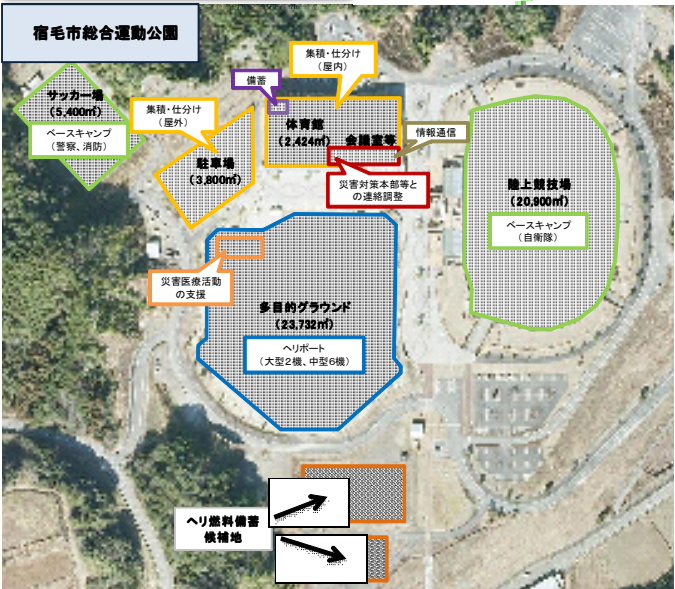 宿毛市総合運動公園
サッカー場
(5,400㎡)
ベースキャンプ
(警察、消防)
集積・仕分け
(屋外)
駐車場
(3,800㎡)
備蓄
集積・仕分け
(屋内)
体育館
(2,424㎡)
会議室等
情報通信
災害対策本部等と
の連絡調整
陸上競技場
(20,900㎡)
ベースキャンプ
(自衛隊)
災害医療活動
の支援
多目的グラウンド
(23,732㎡)
ヘリポート
(大型2機、中型6機)
ヘリ燃料備蓄
候補地